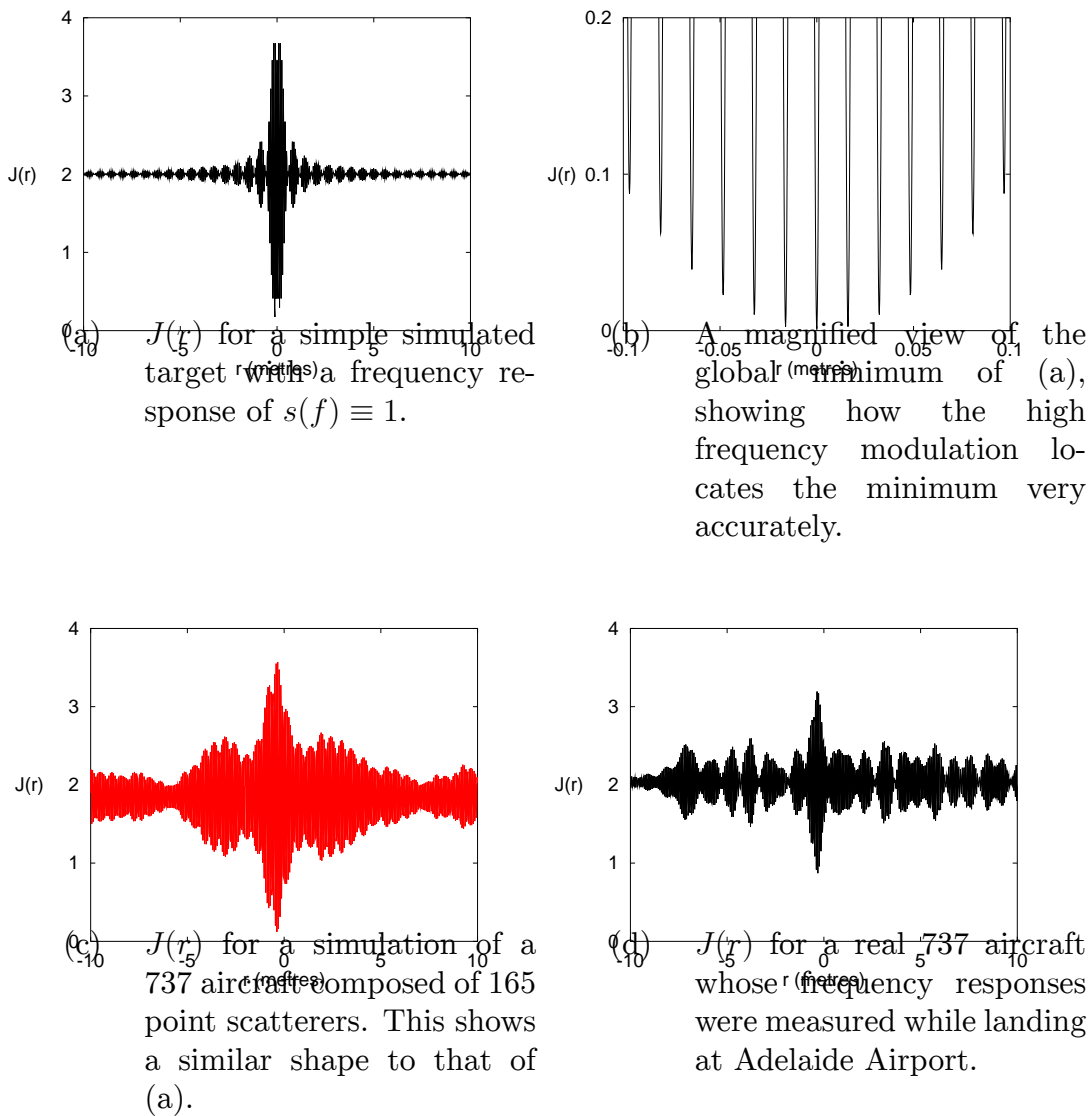 4
3
J(r) 2
1
0
-10 -5 0 5 10
r (metres)
(a) J(r) for a simple simulated
target with a frequency re-
sponse of s(f) ≡ 1.
0.2
J(r) 0.1
0
-0.1 -0.05 0 0.05 0.1
r (metres)
(b) A magnified view of the
global minimum of (a),
showing how the high
frequency modulation lo-
cates the minimum very
accurately.
4
3
J(r) 2
1
0
-10 -5 0 5 10
r (metres)
(c) J(r) for a simulation of a
737 aircraft composed of 165
point scatterers. This shows
a similar shape to that of
(a).
4
3
J(r) 2
1
0
-10 -5 0 5 10
r (metres)
(d) J(r) for a real 737 aircraft
whose frequency responses
were measured while landing
at Adelaide Airport.